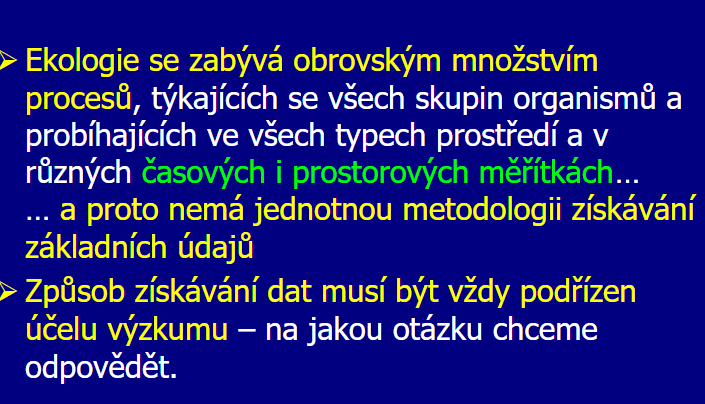 ➢ Ekologie se zabývá obrovským množstvím
procesů, týkajících se všech skupin organismů a
probíhajících ve všech typech prostředí a v
různých časových i prostorových měřítkách…
… a proto nemá jednotnou metodologii získávání
základních údajů
➢ Způsob získávání dat musí být vždy podřízen
účelu výzkumu – na jakou otázku chceme
odpovědět.